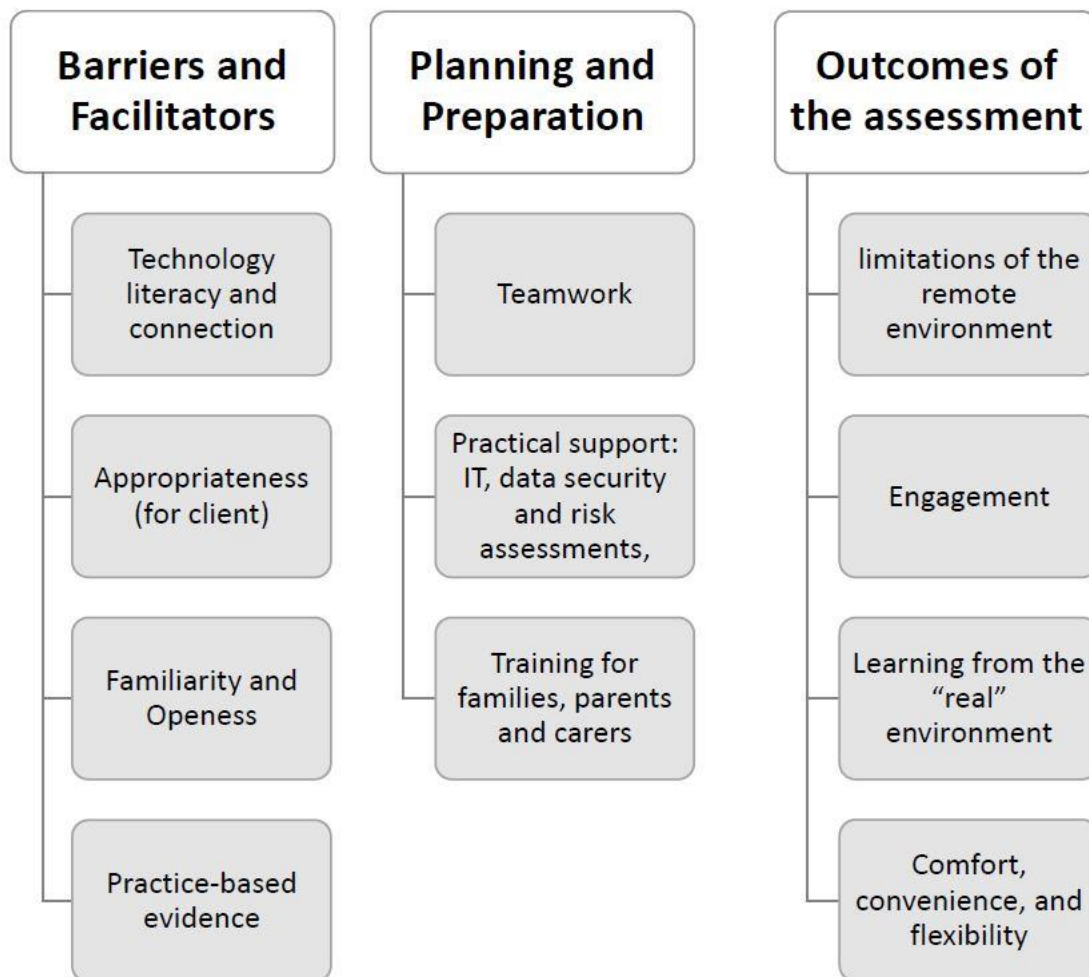 Barriers and
Facilitators
Technology
literacy and
connection
Appropriateness
(for client)
Familiarity and
Openess
Practice-based
evidence
Planning and
Preparation
Teamwork
Practical support:
IT, data security
and risk
assessments,
Training for
families, parents
and carers
Outcomes of
the assessment
limitations of the
remote
environment
Engagement
Learning from the
“real”
environment
Comfort,
convenience, and
flexibility